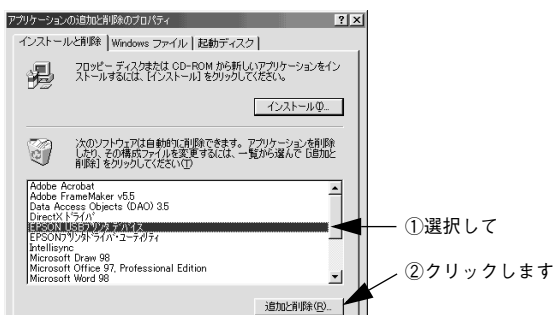 アプリケーションの追加と削除のプロパティ
インストールと削除 Windows ファイル 起動ディスク
フロッピー ディスクまたは CD-ROM から新しいアプリケーションをイン
ストールするには、[インストール] をクリックしてください。
インストール(I)...
次のソフトウェアは自動的に削除できます。アプリケーションを削除
したり、その構成ファイルを変更するには、一覧から選んで [追加と
削除] をクリックしてください(T)
Adobe Acrobat
Adobe FrameMaker v5.5
Data Access Objects (DAO) 3.5
DirectX ドライバ
EPSON USBプリンタデバイス
①選択して
EPSONプリンタドライバ・ユーティリティ
Intellisync
Microsoft Draw 98
Microsoft Office 97, Professional Edition
Microsoft Word 98
②クリックします
追加と削除(R)...